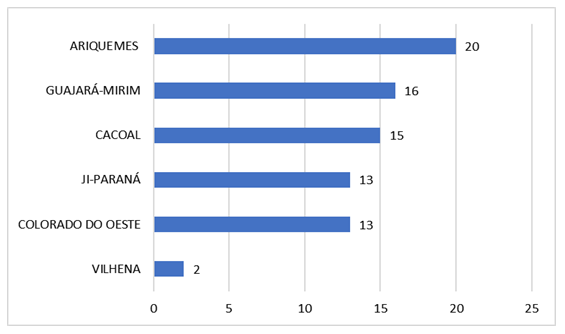 ARIQUEMES 20
GUAJARÁ-MIRIM 16
CACOAL 15
JI-PARANÁ 13
COLORADO DO OESTE 13
VILHENA 2
0 5 10 15 20 25